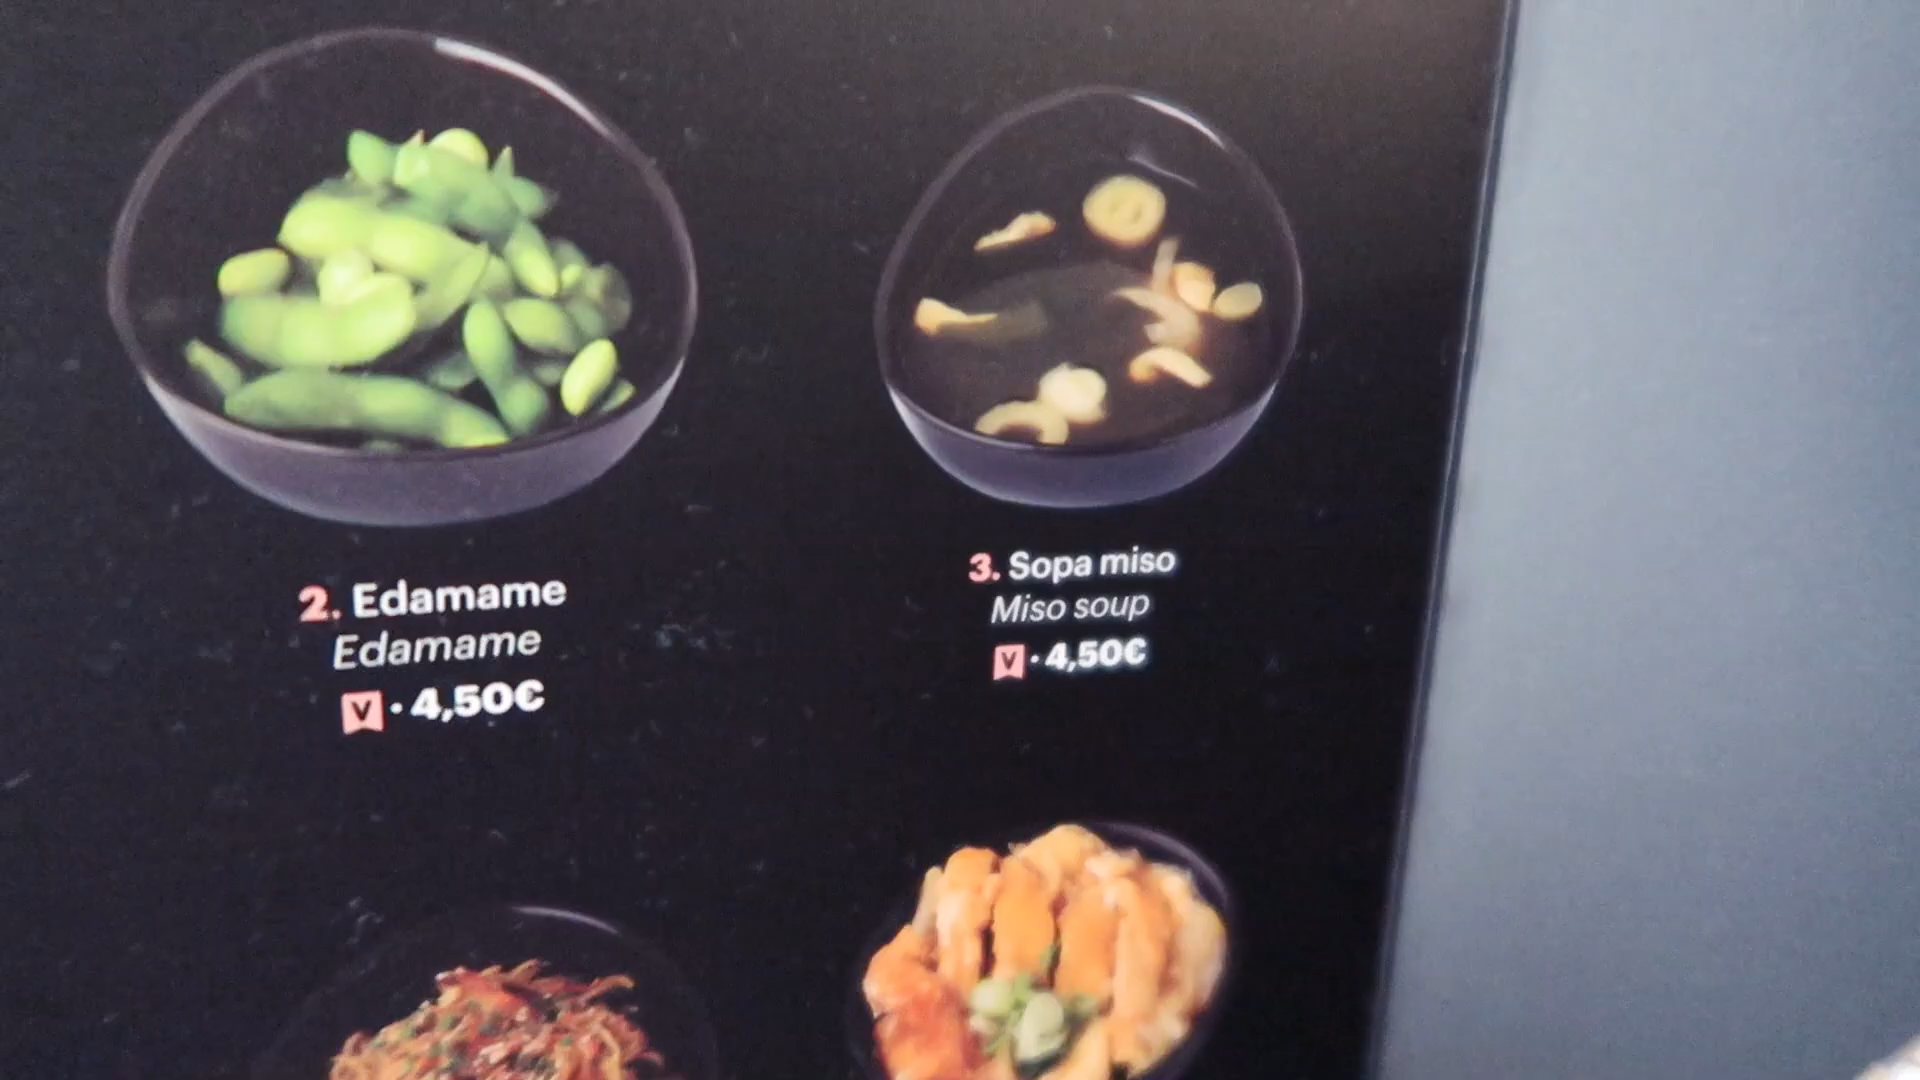 2. Edamame
Edamame
V · 4,50€
3. Sopa miso
Miso soup
V · 4,50€